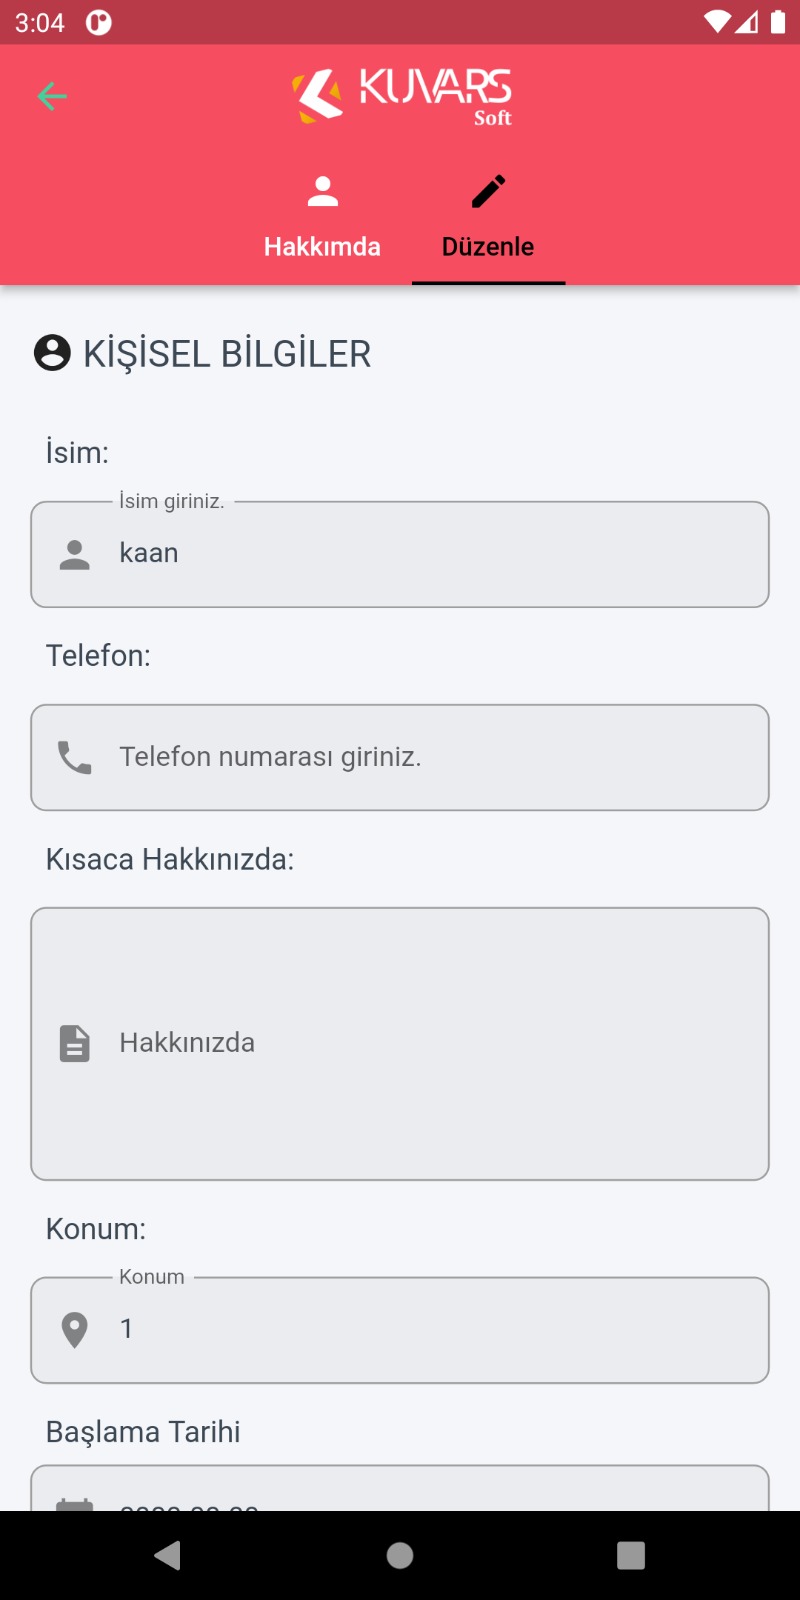 3:04
KUVARS
Soft
Hakkımda
Düzenle
KİŞİSEL BİLGİLER
İsim:
İsim giriniz.
kaan
Telefon:
Telefon numarası giriniz.
Kısaca Hakkınızda:
Hakkınızda
Konum:
Konum
1
Başlama Tarihi